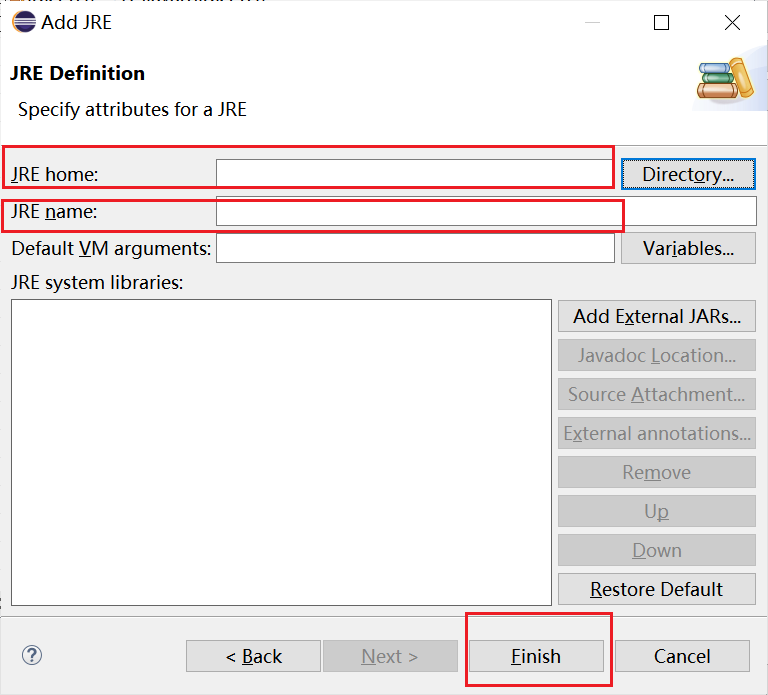 Add JRE
JRE Definition
Specify attributes for a JRE
JRE home:
Directory...
JRE name:
Default VM arguments:
Variables...
JRE system libraries:
Add External JARs...
Javadoc Location...
Source Attachment...
External annotations...
Remove
Up
Down
Restore Default
< Back
Next >
Finish
Cancel